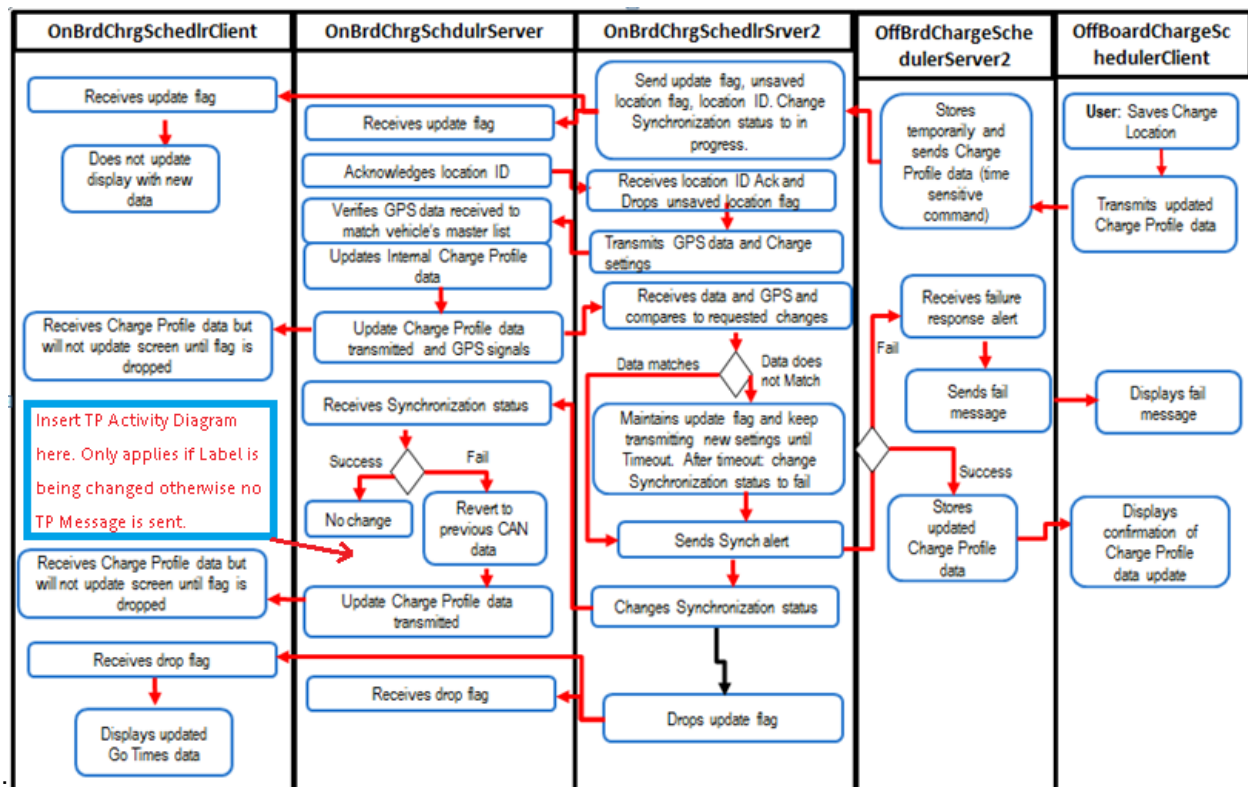 OnBrdChrgSchedlrClient
Receives update flag
Does not update
display with new
data
Receives Charge Profile data but
will not update screen until flag is
dropped
Insert TP Activity Diagram
here. Only applies if Label is
being changed otherwise no
TP Message is sent.
Receives Charge Profile data but
will not update screen until flag is
dropped
Receives drop flag
Displays updated
Go Times data
OnBrdChrgSchdulrServer
Receives update flag
Acknowledges location ID
Verifies GPS data received to
match vehicle's master list
Updates Internal Charge Profile
data
Update Charge Profile data
transmitted and GPS signals
Receives Synchronization status
Success
Fail
No change
Revert to
previous CAN
data
Update Charge Profile data
transmitted
Receives drop flag
OnBrdChrgSchedlrSrver2
Send update flag, unsaved
location flag, location ID. Change
Synchronization status to in
progress.
Receives location ID Ack and
Drops unsaved location flag
Transmits GPS data and Charge
settings
Receives data and GPS and
compares to requested changes
Data matches
Data does
not Match
Maintains update flag and keep
transmitting new settings until
Timeout. After timeout: change
Synchronization status to fail
Sends Synch alert
Changes Synchronization status
Drops update flag
OffBrdChargeSche
dulerServer2
Stores
temporarily and
sends Charge
Profile data (time
sensitive
command)
Receives failure
response alert
Fail
Sends fail
message
Success
Stores
updated
Charge Profile
data
OffBoardChargeSc
hedulerClient
User: Saves Charge
Location
Transmits updated
Charge Profile data
Displays fail
message
Displays
confirmation of
Charge Profile
data update